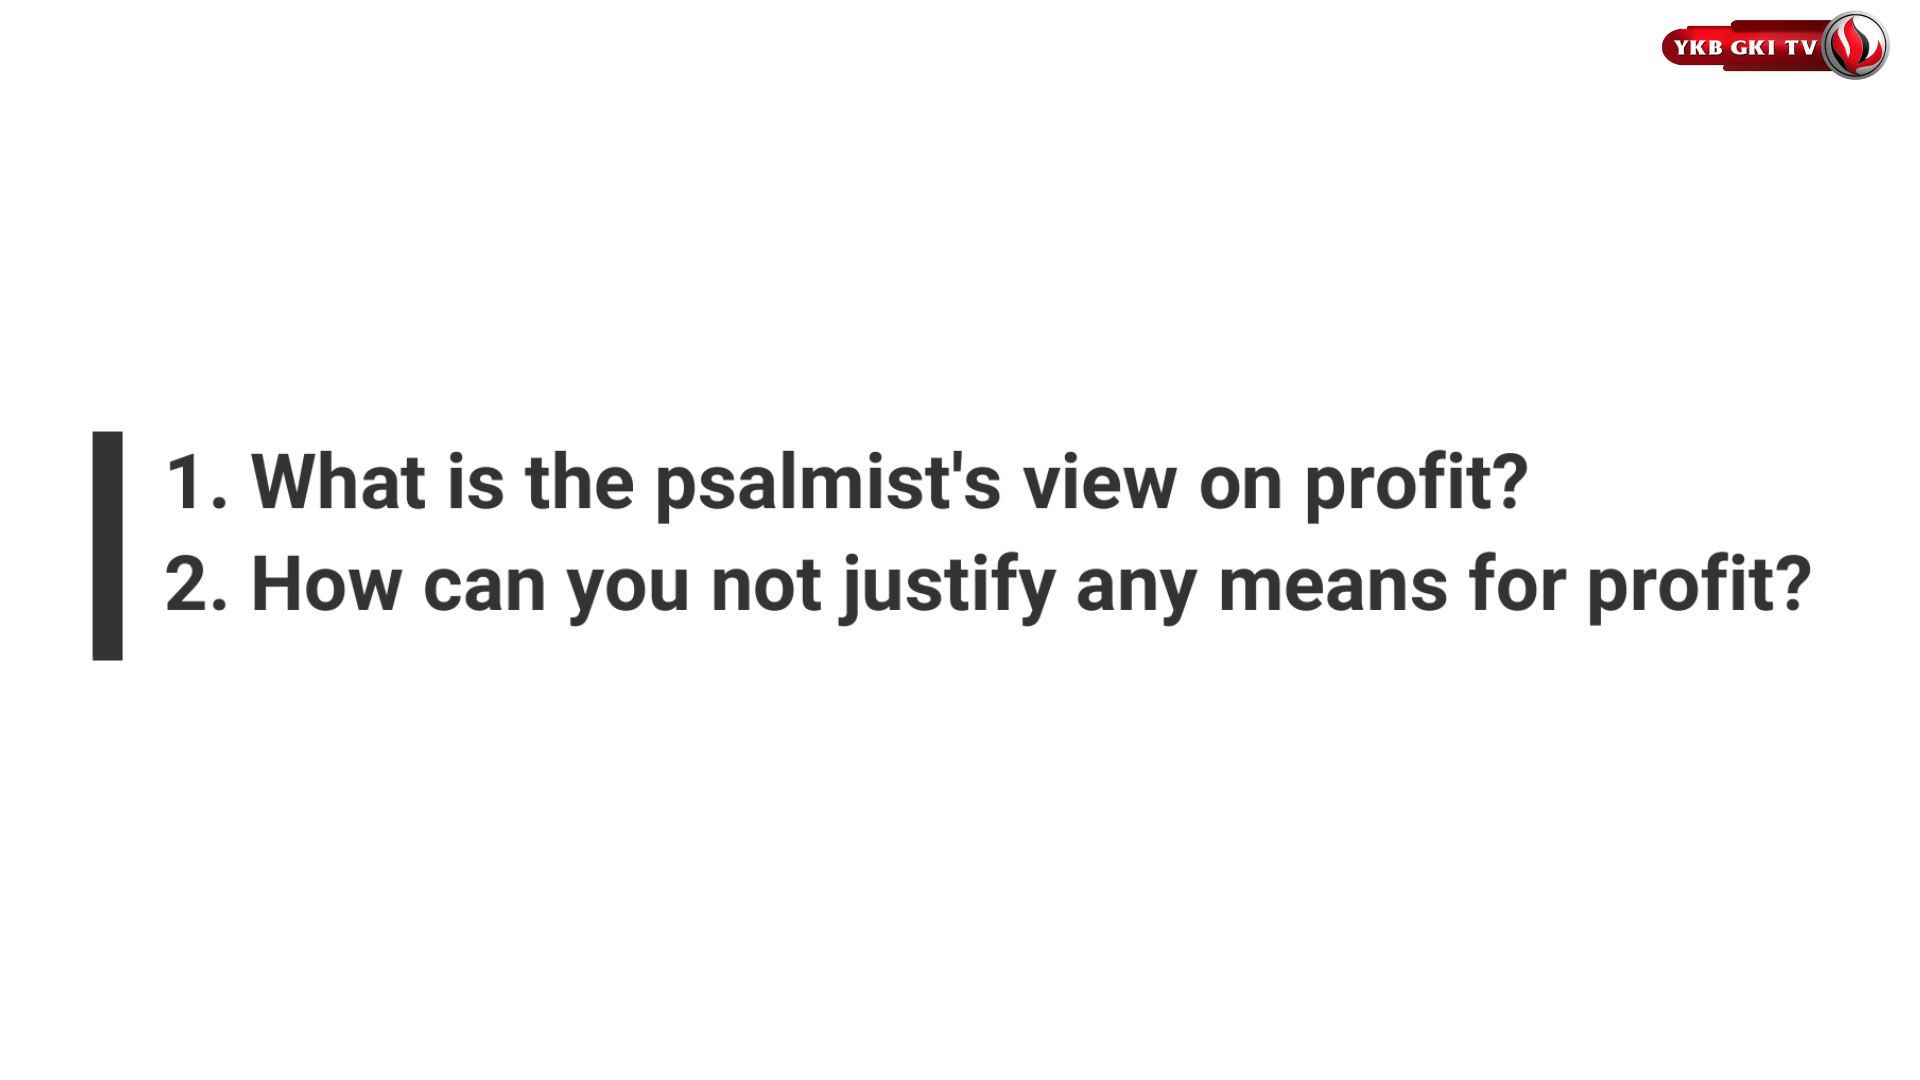 YKB GKI TV
1. What is the psalmist's view on profit?
2. How can you not justify any means for profit?